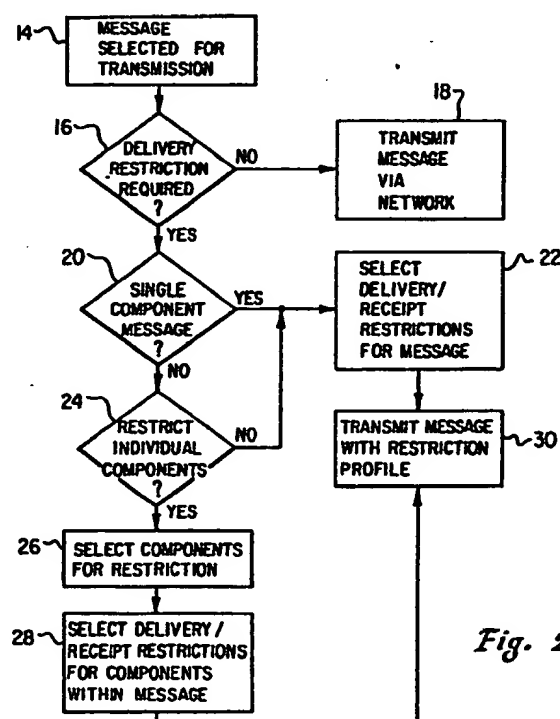 14
MESSAGE
SELECTED FOR
TRANSMISSION
16
DELIVERY
RESTRICTION
REQUIRED
?
NO
YES
18
TRANSMIT
MESSAGE
VIA
NETWORK
20
SINGLE
COMPONENT
MESSAGE
?
YES
NO
22
SELECT
DELIVERY/
RECEIPT
RESTRICTIONS
FOR MESSAGE
24
RESTRICT
INDIVIDUAL
COMPONENTS
?
NO
YES
TRANSMIT MESSAGE
WITH RESTRICTION
PROFILE
30
26
SELECT COMPONENTS
FOR RESTRICTION
28
SELECT DELIVERY/
RECEIPT RESTRICTIONS
FOR COMPONENTS
WITHIN MESSAGE
Fig.